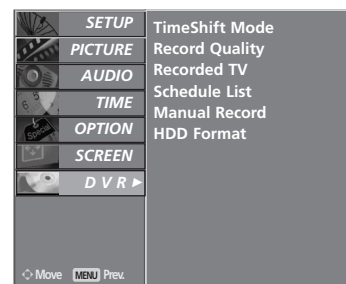 SETUP
PICTURE
AUDIO
TIME
OPTION
SCREEN
D V R ►
Move MENU Prev.
TimeShift Mode
Record Quality
Recorded TV
Schedule List
Manual Record
HDD Format